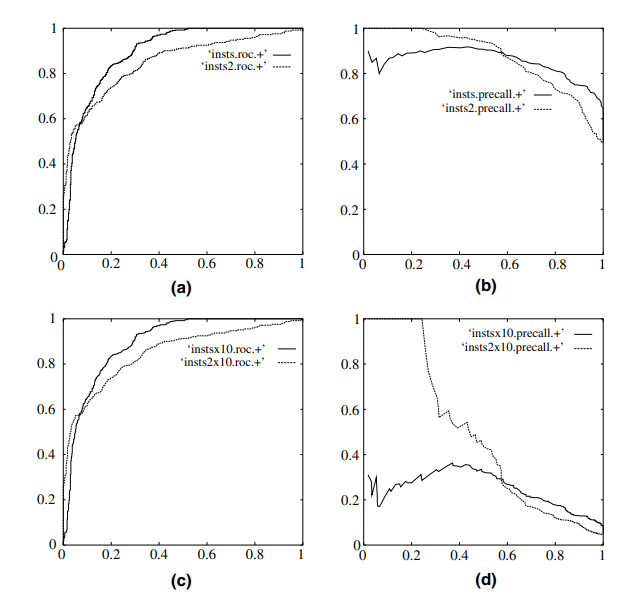 1
'insts.roc.+'
'insts2.roc.+'
0.8
0.6
0.4
0.2
0
0 0.2 0.4 0.6 0.8 1
(a)
1
0.8
'insts.precall.+'
'insts2.precall.+'
0.6
0.4
0.2
0
0 0.2 0.4 0.6 0.8 1
(b)
1
'instsx10.roc.+'
'insts2x10.roc.+'
0.8
0.6
0.4
0.2
0
0 0.2 0.4 0.6 0.8 1
(c)
1
'instsx10.precall.+'
'insts2x10.precall.+'
0.8
0.6
0.4
0.2
0
0 0.2 0.4 0.6 0.8 1
(d)